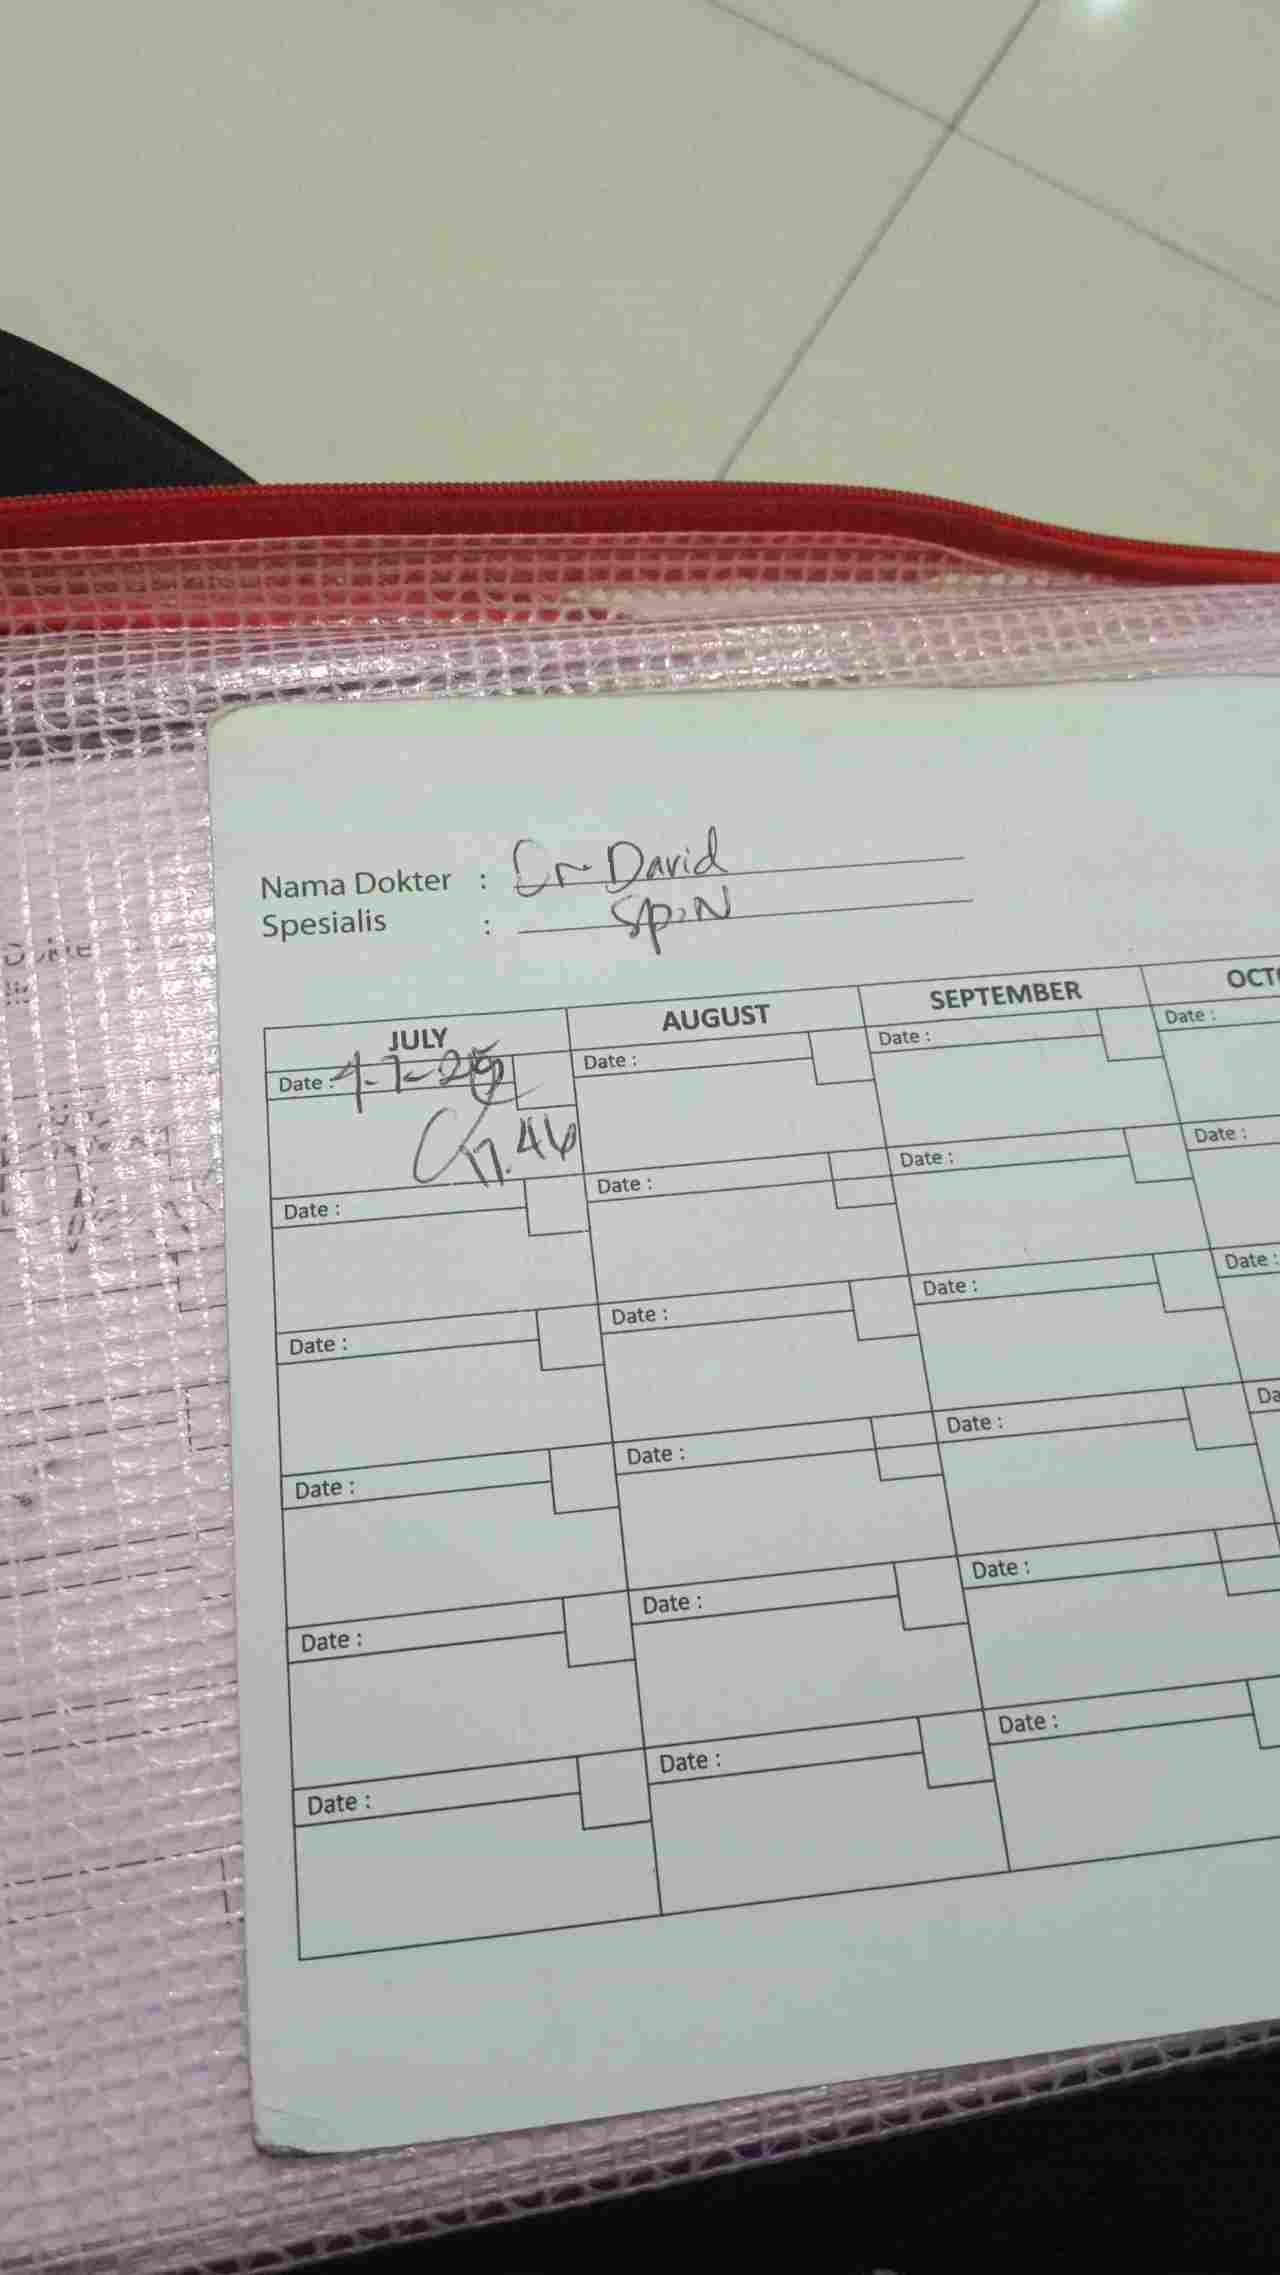 Nama Dokter : Dr David
Spesialis : Sp.N
JULY AUGUST SEPTEMBER
Date : 4-7-25 Date : Date : Date :
17.46
Date : Date : Date : Date :
Date : Date : Date : Date :
Date : Date : Date :
Date : Date : Date :
Date : Date : Date :